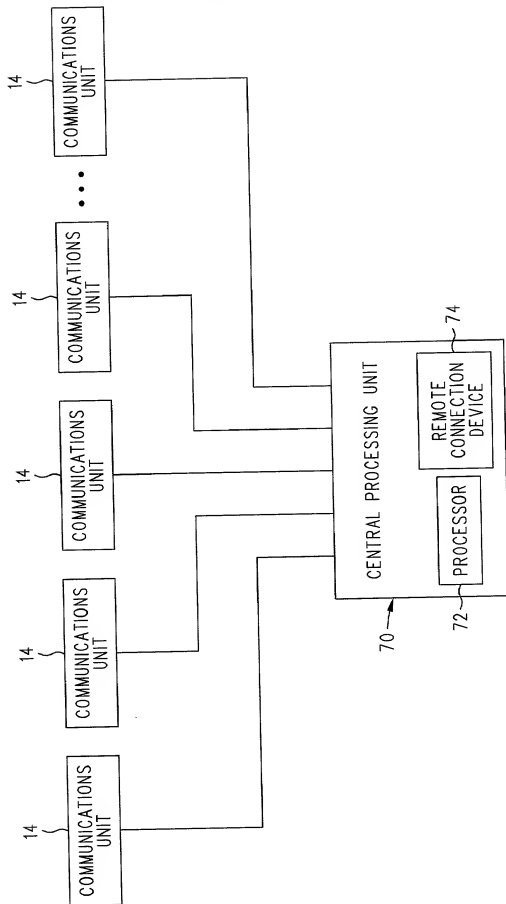 14
COMMUNICATIONS
UNIT
14
COMMUNICATIONS
UNIT
14
COMMUNICATIONS
UNIT
14
COMMUNICATIONS
UNIT
14
COMMUNICATIONS
UNIT
CENTRAL PROCESSING UNIT
70
72
PROCESSOR
REMOTE
CONNECTION
DEVICE
74